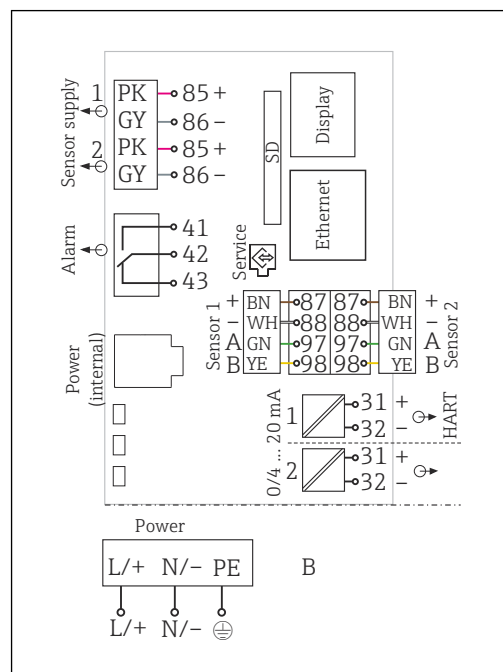 Sensor supply
1 PK 85 +
GY 86 -
2 PK 85 +
GY 86 -
SD
Display
Ethernet
Alarm
41
42
43
Service
Power
(internal)
Sensor 1
+ BN 87 87 BN +
- WH 88 88 WH -
A GN 97 97 GN A
B YE 98 98 YE B
Sensor 2
0/4 ... 20 mA
1 31 +
32 -
HART
2 31 +
32 -
Power
L/+ N/- PE
B
L/+ N/-